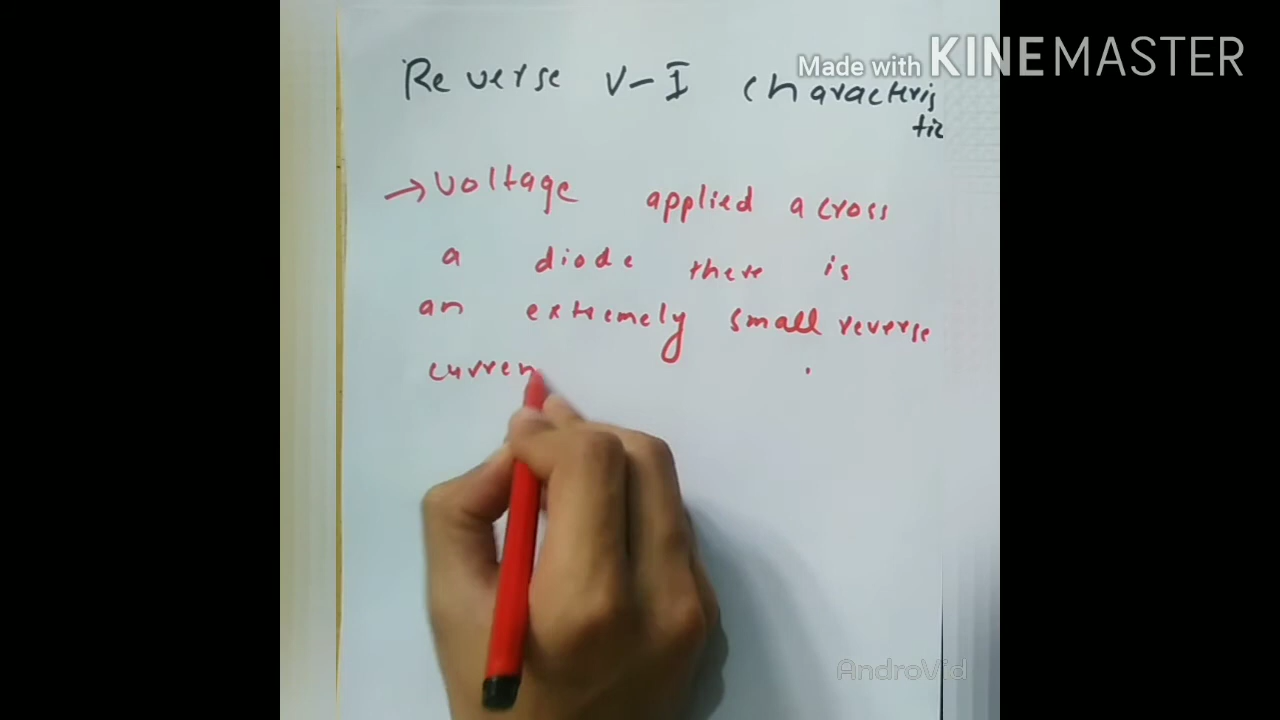 Made with KINEMASTER
Reverse V-I characteris
tic
→ Voltage applied across
a diode there is
an extremely small reverse
curren
AndroVid